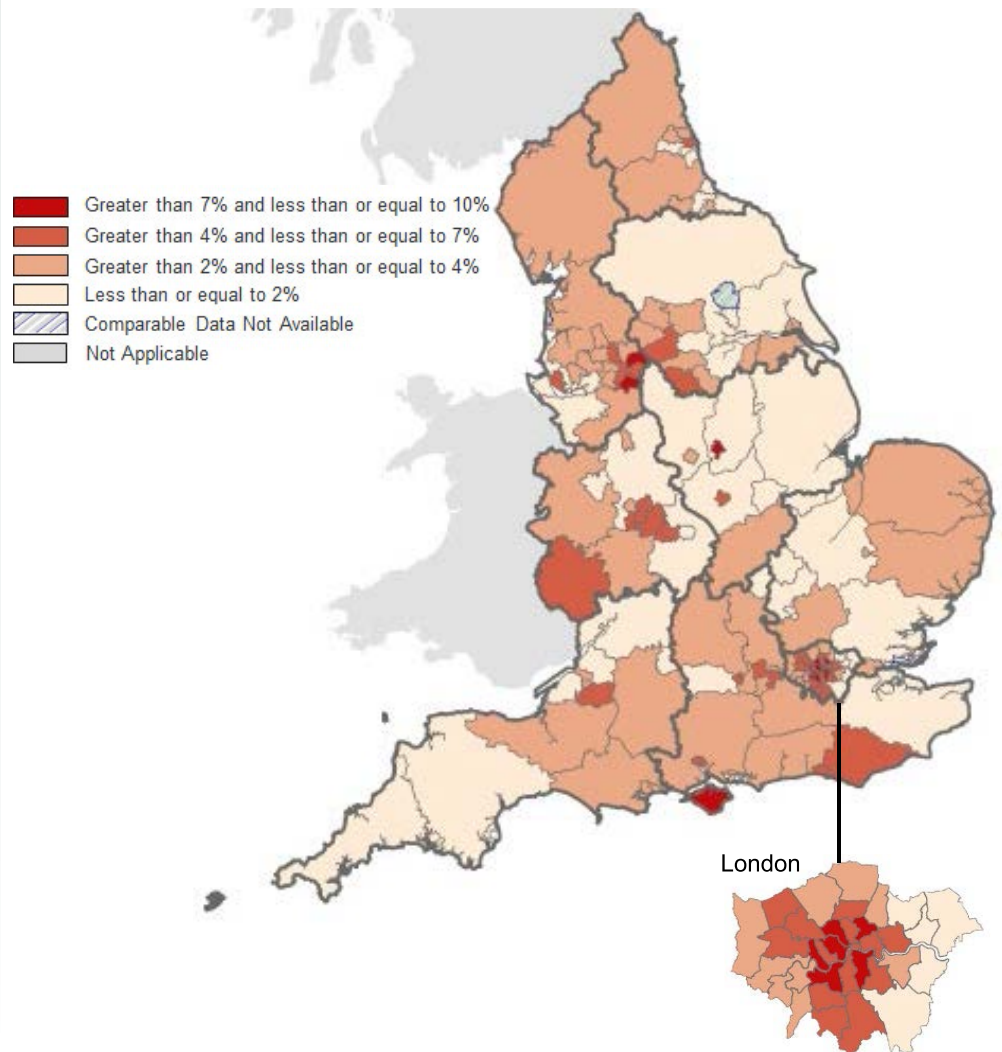 Greater than 7% and less than or equal to 10%
Greater than 4% and less than or equal to 7%
Greater than 2% and less than or equal to 4%
Less than or equal to 2%
Comparable Data Not Available
Not Applicable
London